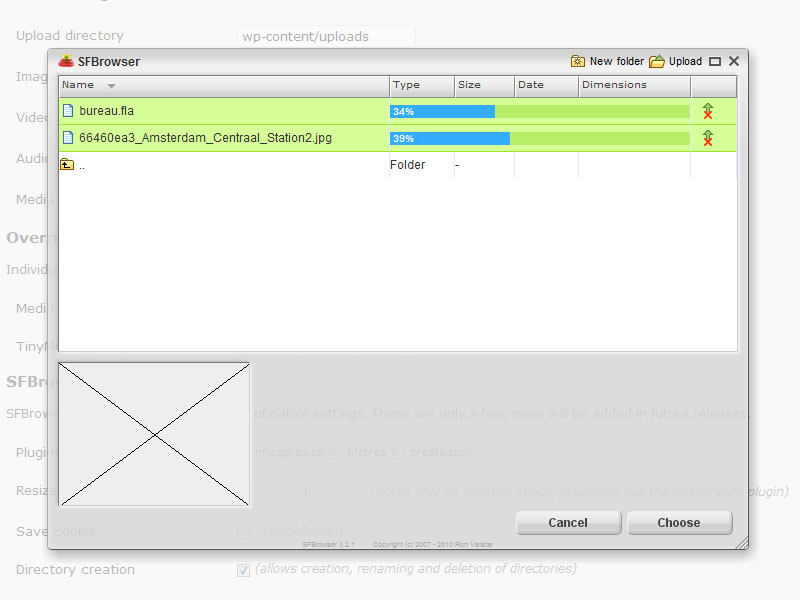 Upload directory
wp-content/uploads
SFBrowser
New folder
Upload
Name
Type
Size
Date
Dimensions
bureau.fla
34%
66460ea3_Amsterdam_Centraal_Station2.jpg
39%
..
Folder
-
Imag
Video
Audio
Media
Overri
Individu
Media
TinyM
SFBro
SFBrows
of native settings. These are only a few, more will be added in future releases.
Plugins
imageresize
filetree
createascii
Resize
h
(works only for tinymce image, otherwise use the imageresize plugin)
Cancel
Choose
Save cookie
_cookieExplain
SFBrowser 3.2.1
Copyright (c) 2007 - 2010 Ron Valstar
Directory creation
(allows creation, renaming and deletion of directories)